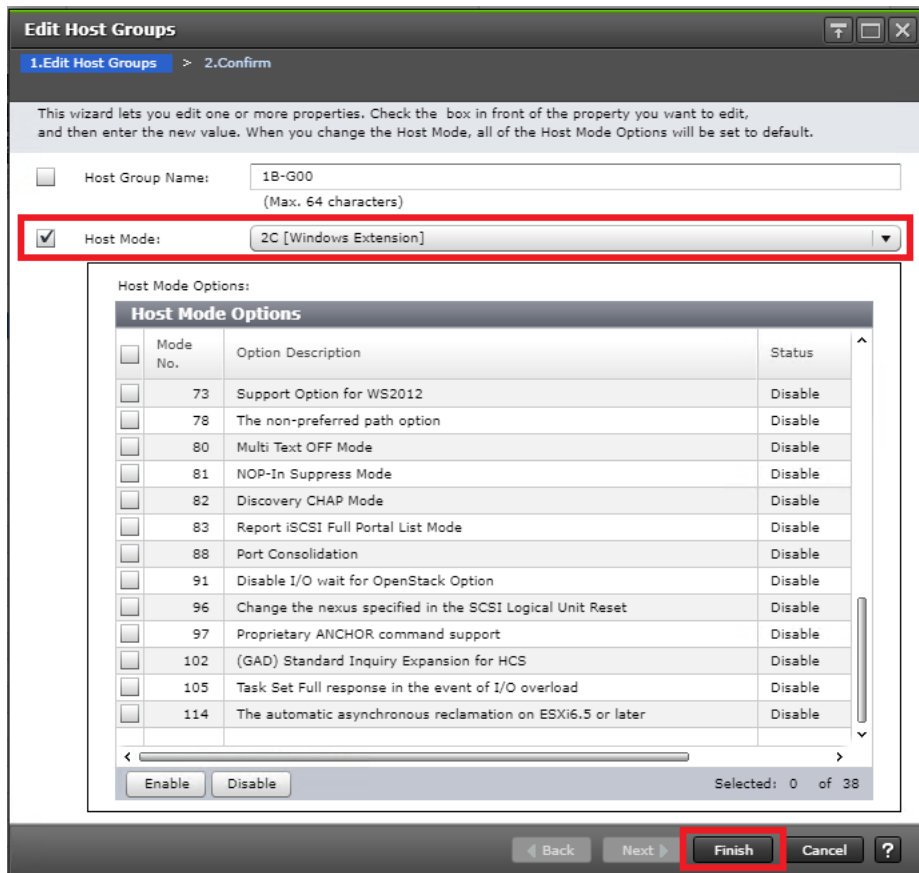 Edit Host Groups
1.Edit Host Groups > 2.Confirm
This wizard lets you edit one or more properties. Check the box in front of the property you want to edit,
and then enter the new value. When you change the Host Mode, all of the Host Mode Options will be set to default.
Host Group Name: 1B-G00
(Max. 64 characters)
Host Mode: 2C [Windows Extension]
Host Mode Options:
Host Mode Options
Mode No. Option Description Status
73 Support Option for WS2012 Disable
78 The non-preferred path option Disable
80 Multi Text OFF Mode Disable
81 NOP-In Suppress Mode Disable
82 Discovery CHAP Mode Disable
83 Report iSCSI Full Portal List Mode Disable
88 Port Consolidation Disable
91 Disable I/O wait for OpenStack Option Disable
96 Change the nexus specified in the SCSI Logical Unit Reset Disable
97 Proprietary ANCHOR command support Disable
102 (GAD) Standard Inquiry Expansion for HCS Disable
105 Task Set Full response in the event of I/O overload Disable
114 The automatic asynchronous reclamation on ESXi6.5 or later Disable
Enable Disable Selected: 0 of 38
Back Next Finish Cancel ?